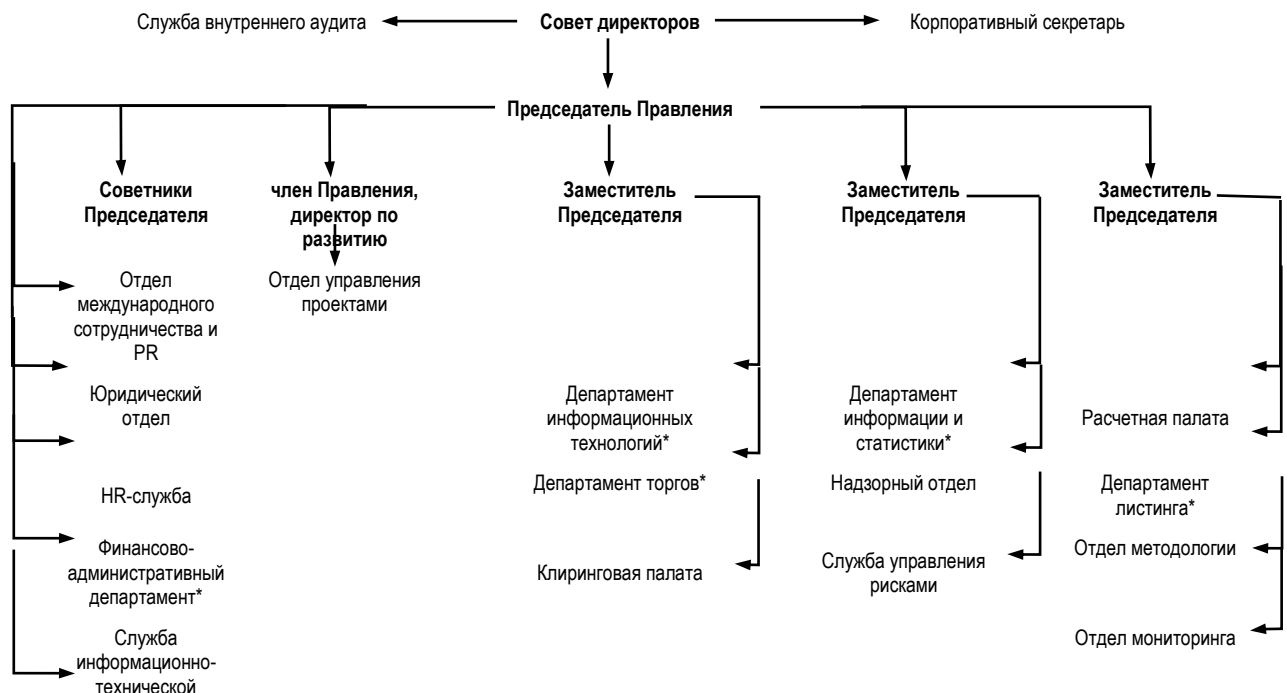 Служба внутреннего аудита
Совет директоров
Корпоративный секретарь
Председатель Правления
Советники
Председателя
член Правления,
директор по
развитию
Заместитель
Председателя
Заместитель
Председателя
Заместитель
Председателя
Отдел
международного
сотрудничества и
PR
Отдел управления
проектами
Юридический
отдел
Департамент
информационных
технологий*
Департамент
информации и
статистики*
Расчетная палата
HR-служба
Департамент торгов*
Надзорный отдел
Департамент
листинга*
Финансово-
административный
департамент*
Клиринговая палата
Служба управления
рисками
Отдел методологии
Служба
информационно-
технической
Отдел мониторинга